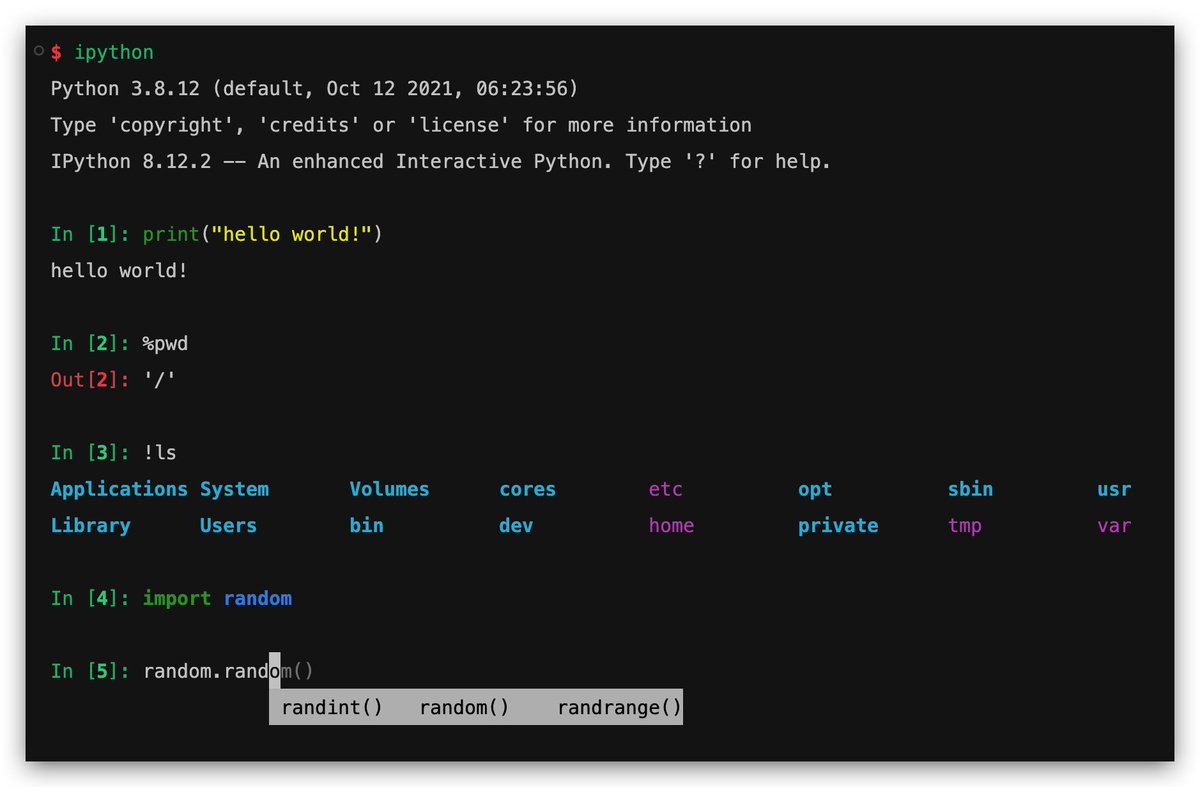 $ ipython
Python 3.8.12 (default, Oct 12 2021, 06:23:56)
Type 'copyright', 'credits' or 'license' for more information
IPython 8.12.2 -- An enhanced Interactive Python. Type '?' for help.
In [1]: print("hello world!")
hello world!
In [2]: %pwd
Out[2]: '/'
In [3]: !ls
Applications System Volumes cores etc opt sbin usr
Library Users bin dev home private tmp var
In [4]: import random
In [5]: random.random()
randint() random() randrange()